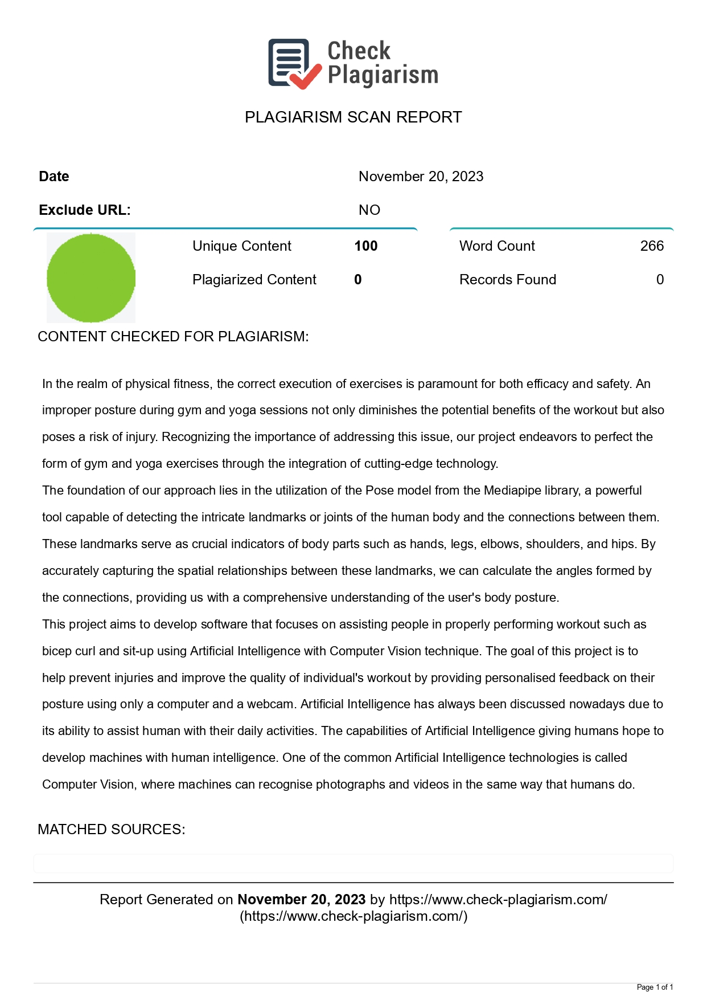 Check
Plagiarism
PLAGIARISM SCAN REPORT
Date November 20, 2023
Exclude URL: NO
Unique Content 100 Word Count 266
Plagiarized Content 0 Records Found 0
CONTENT CHECKED FOR PLAGIARISM:
In the realm of physical fitness, the correct execution of exercises is paramount for both efficacy and safety. An
improper posture during gym and yoga sessions not only diminishes the potential benefits of the workout but also
poses a risk of injury. Recognizing the importance of addressing this issue, our project endeavors to perfect the
form of gym and yoga exercises through the integration of cutting-edge technology.
The foundation of our approach lies in the utilization of the Pose model from the Mediapipe library, a powerful
tool capable of detecting the intricate landmarks or joints of the human body and the connections between them.
These landmarks serve as crucial indicators of body parts such as hands, legs, elbows, shoulders, and hips. By
accurately capturing the spatial relationships between these landmarks, we can calculate the angles formed by
the connections, providing us with a comprehensive understanding of the user's body posture.
This project aims to develop software that focuses on assisting people in properly performing workout such as
bicep curl and sit-up using Artificial Intelligence with Computer Vision technique. The goal of this project is to
help prevent injuries and improve the quality of individual's workout by providing personalised feedback on their
posture using only a computer and a webcam. Artificial Intelligence has always been discussed nowadays due to
its ability to assist human with their daily activities. The capabilities of Artificial Intelligence giving humans hope to
develop machines with human intelligence. One of the common Artificial Intelligence technologies is called
Computer Vision, where machines can recognise photographs and videos in the same way that humans do.
MATCHED SOURCES:
Report Generated on November 20, 2023 by https://www.check-plagiarism.com/
(https://www.check-plagiarism.com/)
Page 1 of 1